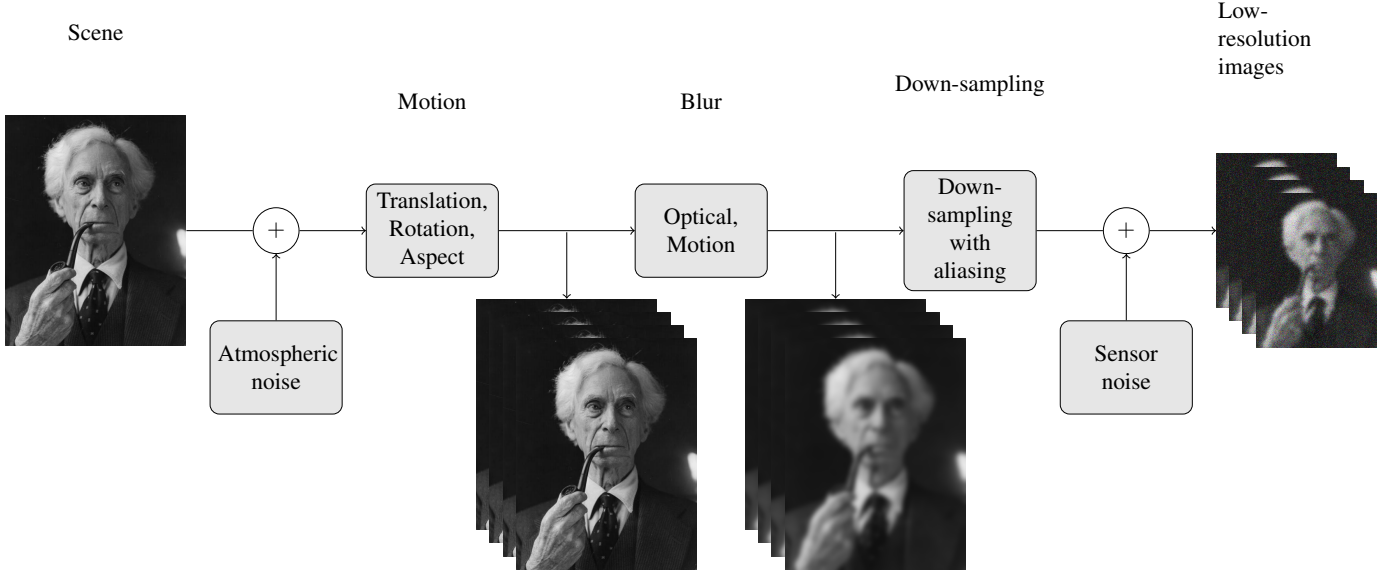 Scene
Motion
Blur
Down-sampling
Low-
resolution
images
+
Translation,
Rotation,
Aspect
Optical,
Motion
Down-
sampling
with
aliasing
+
Atmospheric
noise
Sensor
noise